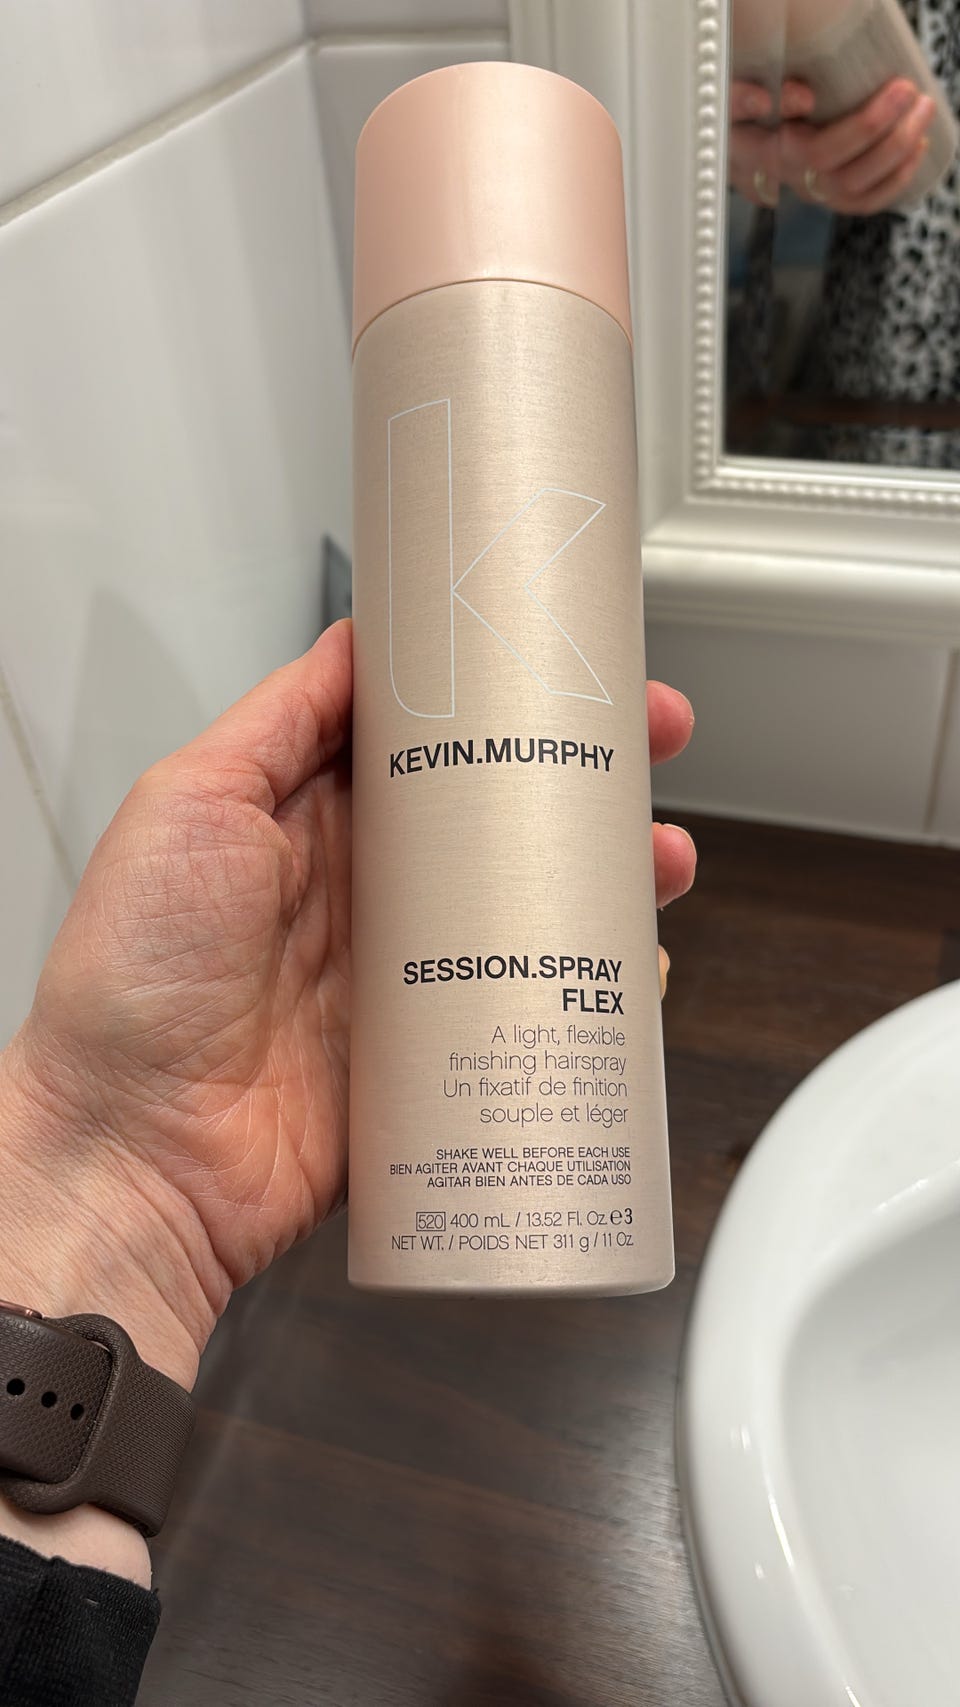 K
KEVIN.MURPHY
SESSION.SPRAY
FLEX
A light, flexible
finishing hairspray
Un fixatif de finition
souple et léger
SHAKE WELL BEFORE EACH USE
BIEN AGITER AVANT CHAQUE UTILISATION
AGITAR BIEN ANTES DE CADA USO
520 400 mL / 13.52 Fl. Oz. e 3
NET WT. / POIDS NET 311 g / 11 Oz